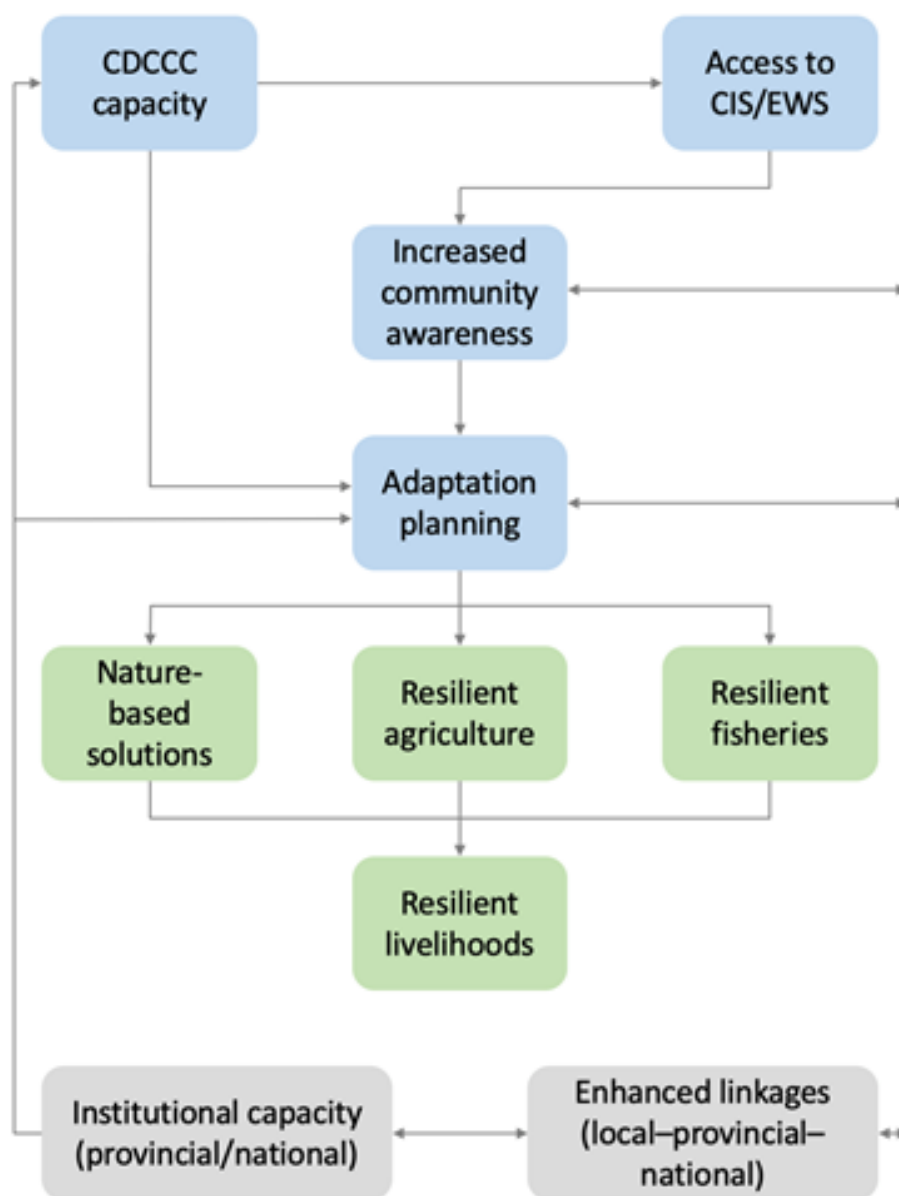 CDCCC
capacity
Access to
CIS/EWS
Increased
community
awareness
Adaptation
planning
Nature-
based
solutions
Resilient
agriculture
Resilient
fisheries
Resilient
livelihoods
Institutional capacity
(provincial/national)
Enhanced linkages
(local–provincial–
national)